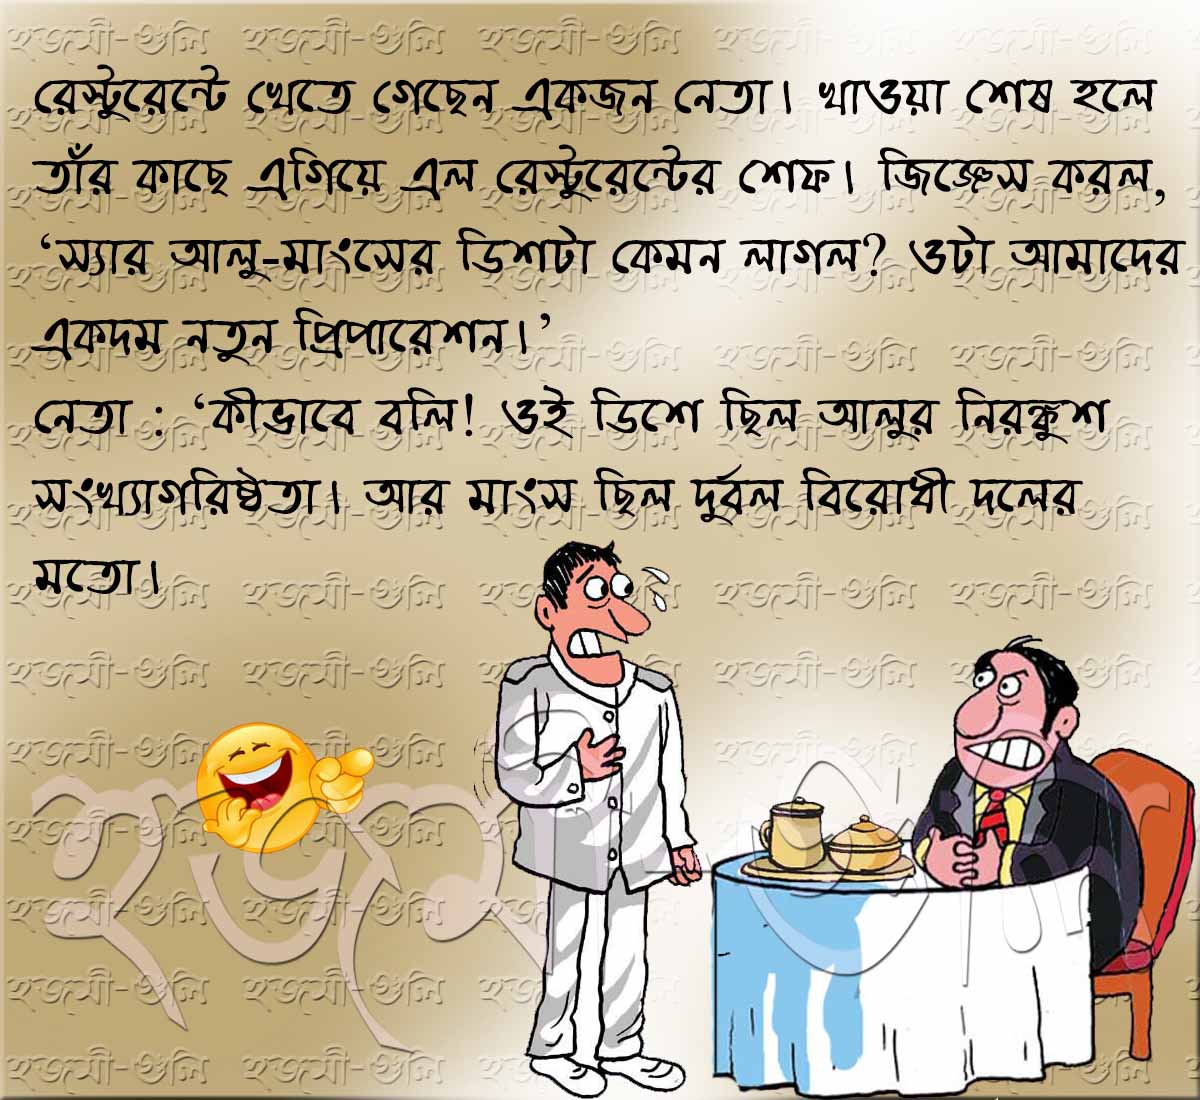 রেস্টুরেন্টে খেতে গেছেন একজন নেতা। খাওয়া শেষ হলে
তাঁর কাছে এগিয়ে এল রেস্টুরেন্টের শেফ। জিজ্ঞেস করল,
‘স্যার আলু-মাংসের ডিশটা কেমন লাগল? ওটা আমাদের
একদম নতুন প্রিপারেশন।’
নেতা : ‘কীভাবে বলি! ওই ডিশে ছিল আলুর নিরঙ্কুশ
সংখ্যাগরিষ্ঠতা। আর মাংস ছিল দুর্বল বিরোধী দলের
মতো।
হজমী-গুলি